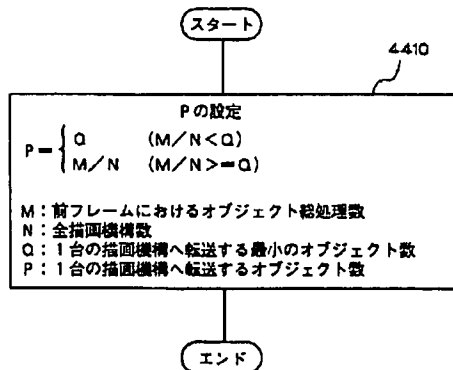 スタート
4410
Pの設定
P= { Q (M/N<Q)
M/N (M/N>=Q)
M:前フレームにおけるオブジェクト総処理数
N:全描画機構数
Q:1台の描画機構へ転送する最小のオブジェクト数
P:1台の描画機構へ転送するオブジェクト数
エンド